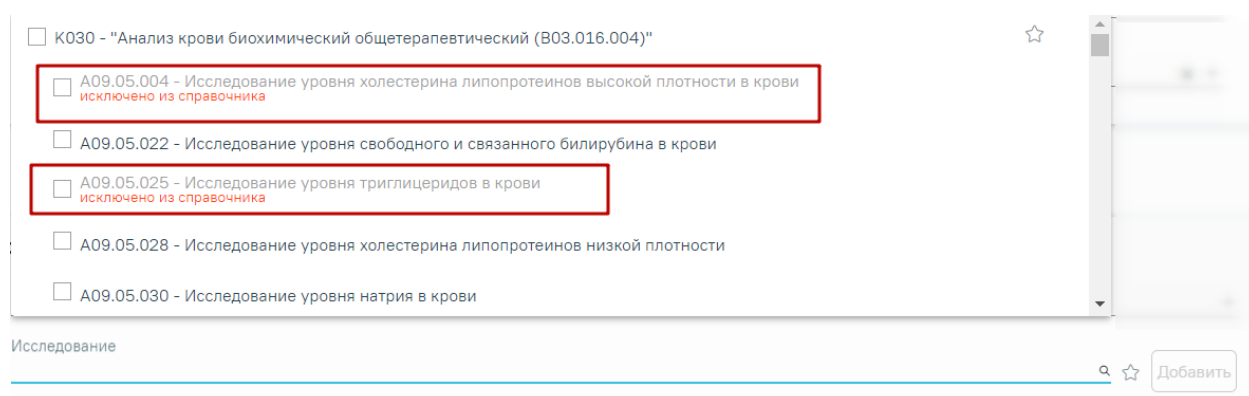 К030 - "Анализ крови биохимический общетерапевтический (B03.016.004)"
A09.05.004 - Исследование уровня холестерина липопротеинов высокой плотности в крови
исключено из справочника
A09.05.022 - Исследование уровня свободного и связанного билирубина в крови
A09.05.025 - Исследование уровня триглицеридов в крови
исключено из справочника
A09.05.028 - Исследование уровня холестерина липопротеинов низкой плотности
A09.05.030 - Исследование уровня натрия в крови
Исследование
Добавить